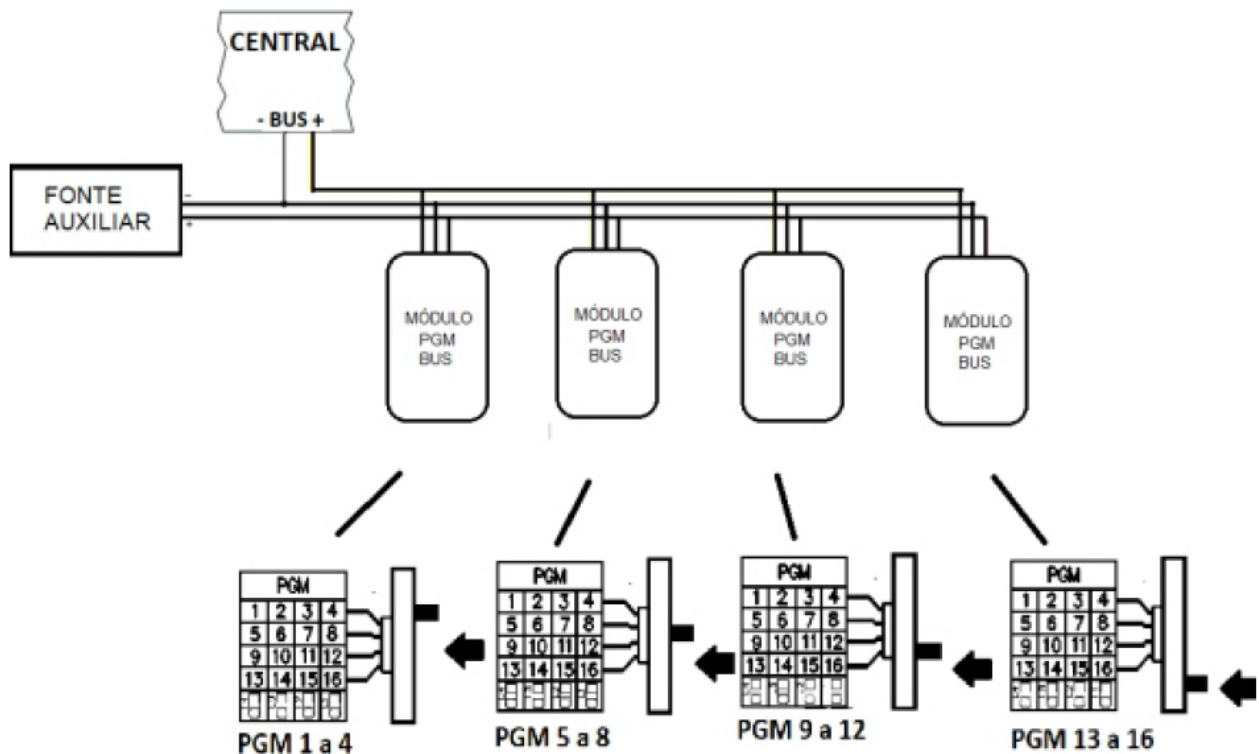 CENTRAL
- BUS +
FONTE
AUXILIAR
-
+
MÓDULO
PGM
BUS
MÓDULO
PGM
BUS
MÓDULO
PGM
BUS
MÓDULO
PGM
BUS
PGM
1 2 3 4
5 6 7 8
9 10 11 12
13 14 15 16
PGM 1 a 4
PGM
1 2 3 4
5 6 7 8
9 10 11 12
13 14 15 16
PGM 5 a 8
PGM
1 2 3 4
5 6 7 8
9 10 11 12
13 14 15 16
PGM 9 a 12
PGM
1 2 3 4
5 6 7 8
9 10 11 12
13 14 15 16
PGM 13 a 16